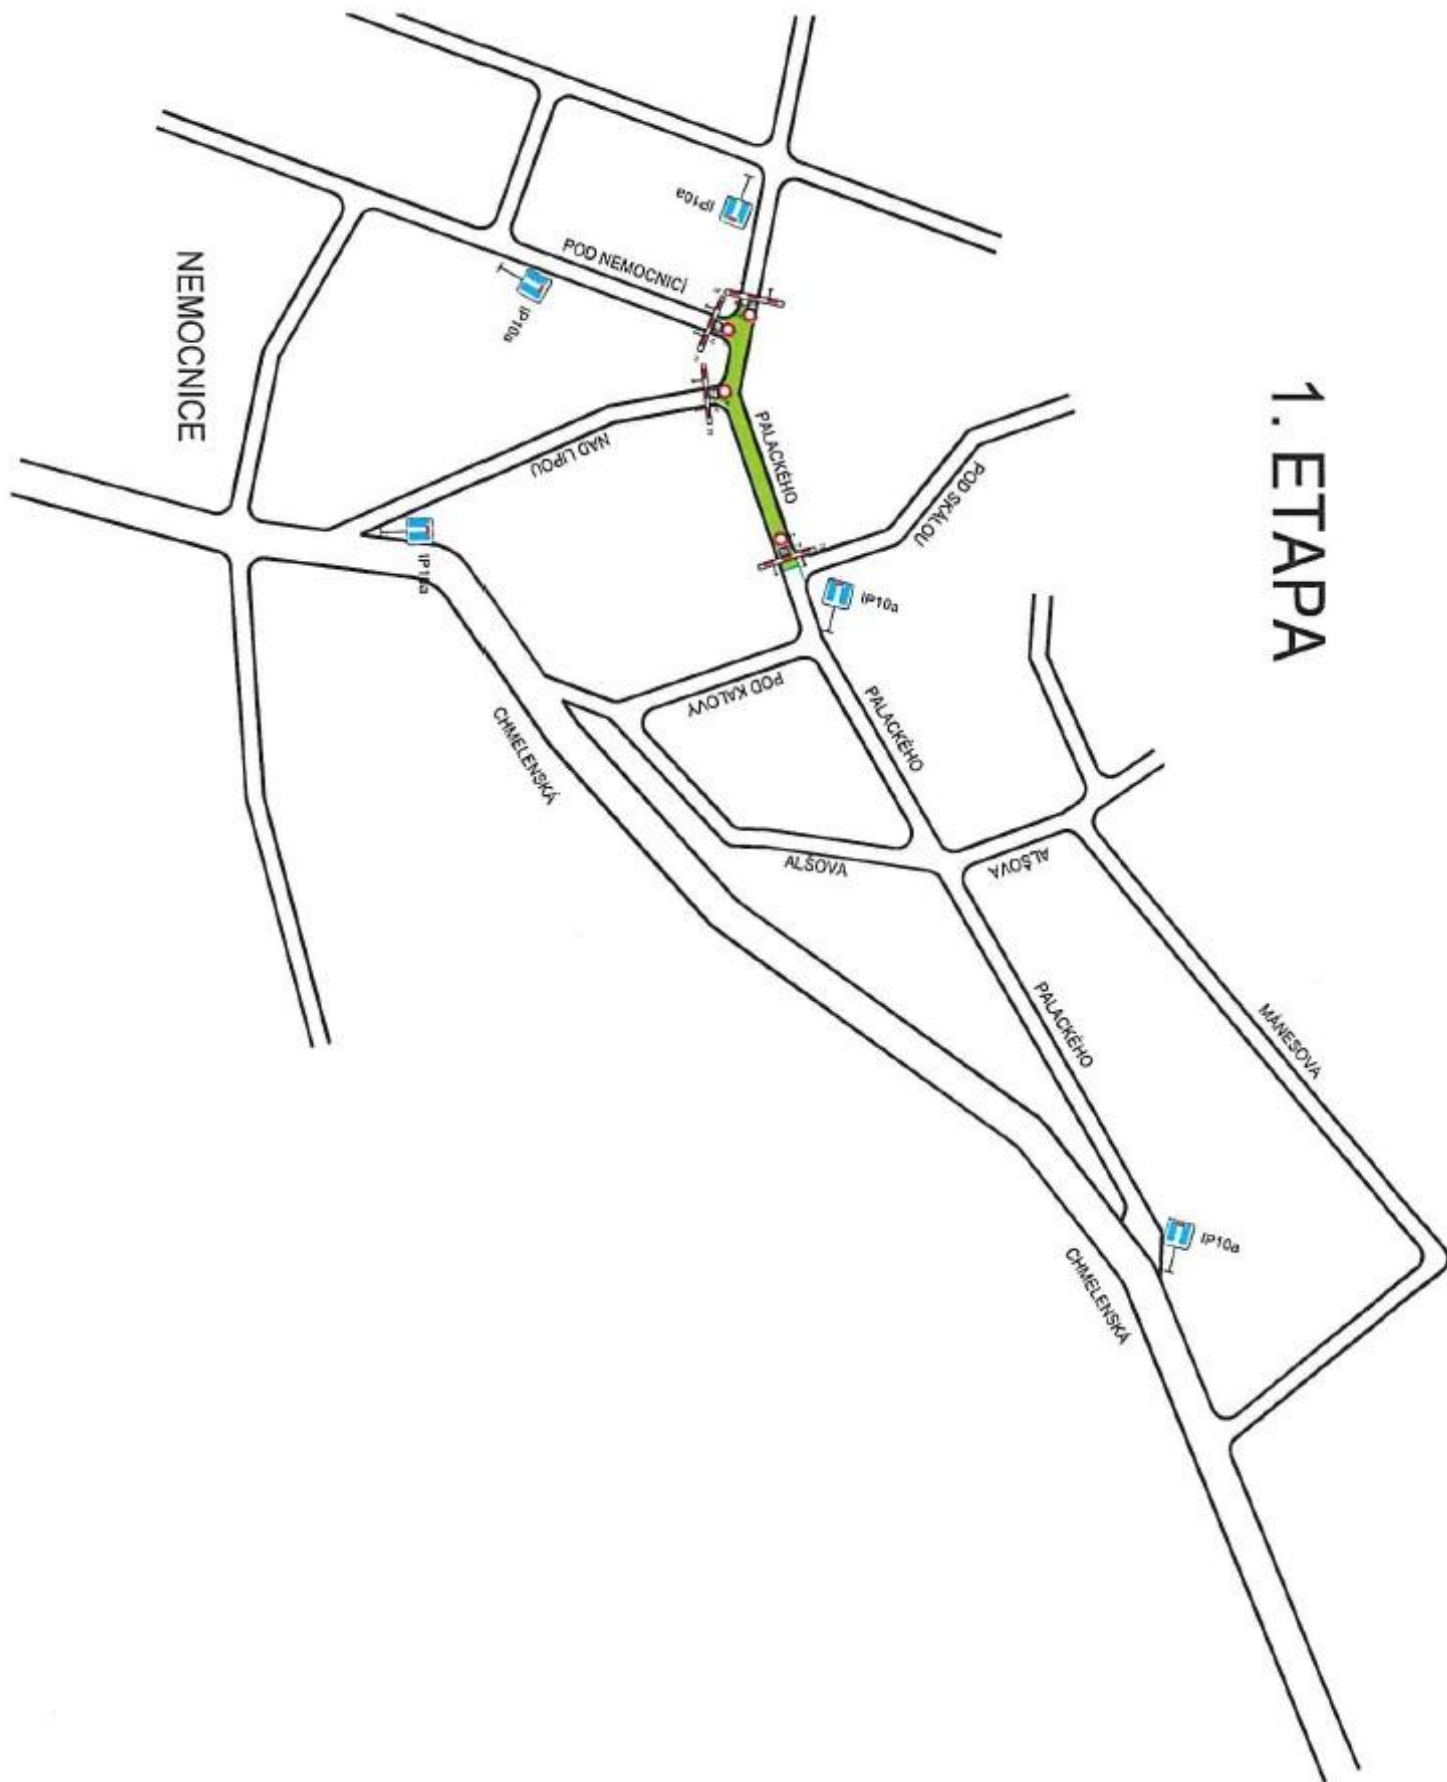 1. ETAPA
IP10a
POD NEMOCNICÍ
NEMOCNICE
IP10a
PALACKÉHO
NAD LIPOU
POD SKALOU
IP10a
IP10a
POD KALOVY
PALACKÉHO
CHMELENSKÁ
ALŠOVA
ALŠOVA
PALACKÉHO
MÁNESOVA
IP10a
CHMELENSKÁ